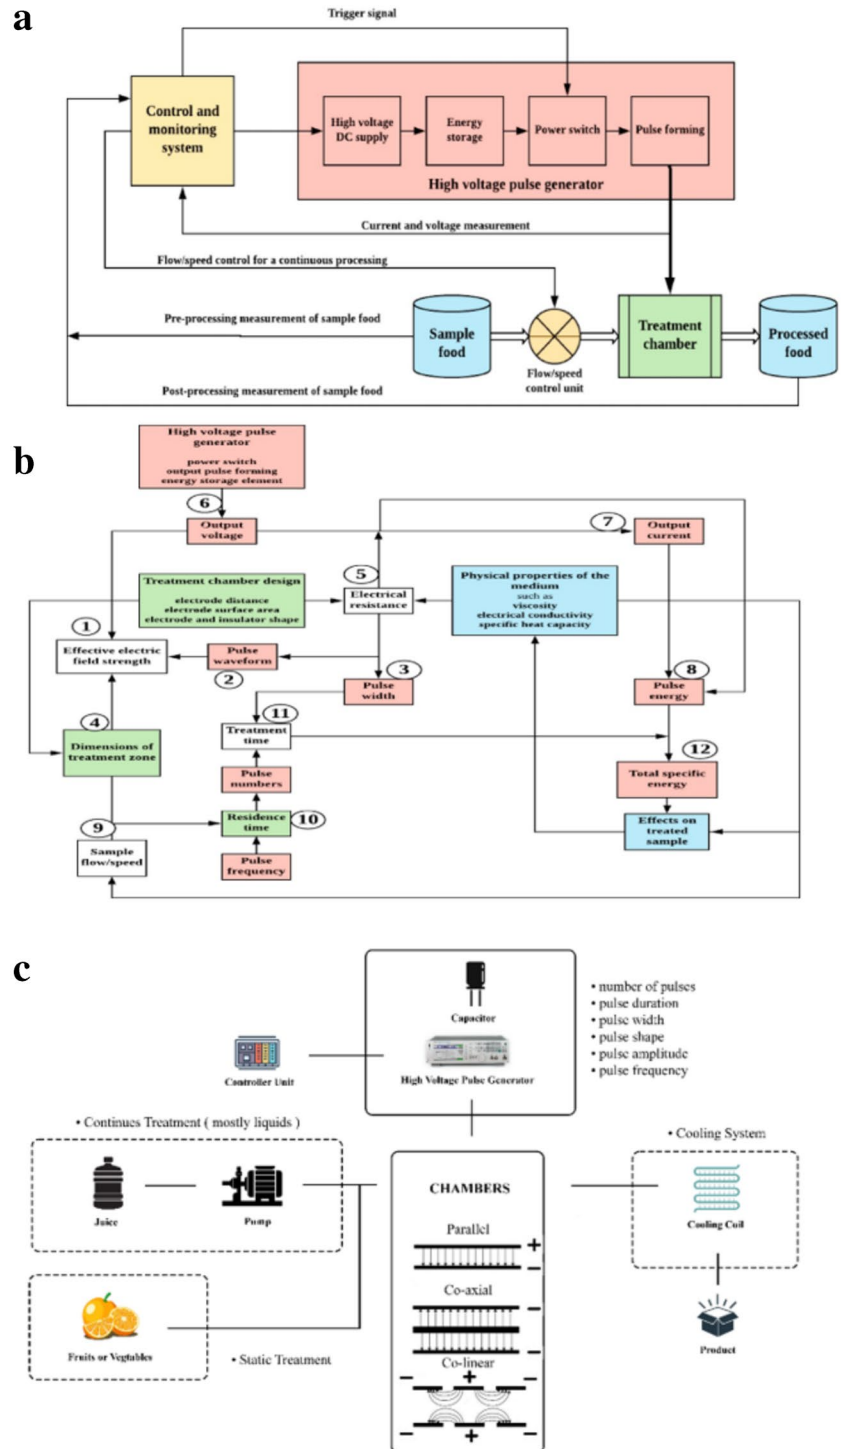 a
Trigger signal
Control and
monitoring
system
High voltage
DC supply
Energy
storage
Power switch
Pulse forming
High voltage pulse generator
Current and voltage measurement
Flow/speed control for a continuous processing
Pre-processing measurement of sample food
Sample
food
Flow/speed
control unit
Treatment
chamber
Processed
food
Post-processing measurement of sample food
b
High voltage pulse
generator
power switch
output pulse forming
energy storage element
6
Output
voltage
7
Output
current
Treatment chamber design
electrode distance
electrode surface area
electrode and insulator shape
5
Electrical
resistance
Physical properties of the
medium
such as
viscosity
electrical conductivity
specific heat capacity
1
Effective electric
field strength
Pulse
waveform
2
3
Pulse
width
8
Pulse
energy
4
Dimensions of
treatment zone
11
Treatment
time
12
Total specific
energy
Pulse
numbers
9
Sample
flow/speed
Residence
time
10
Effects on
treated
sample
Pulse
frequency
c
Capacitor
High Voltage Pulse Generator
• number of pulses
• pulse duration
• pulse width
• pulse shape
• pulse amplitude
• pulse frequency
Controller Unit
• Continues Treatment ( mostly liquids )
Juice
Pump
Fruits or Vegtables
• Static Treatment
CHAMBERS
Parallel
+
−
Co-axial
−
+
−
Co-linear
− + −
− + −
• Cooling System
Cooling Coil
Product